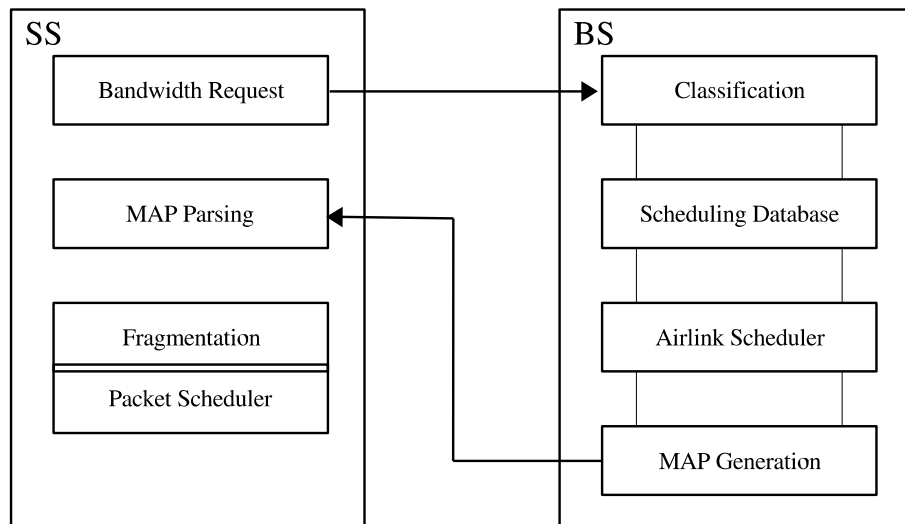 SS
Bandwidth Request
MAP Parsing
Fragmentation
Packet Scheduler
BS
Classification
Scheduling Database
Airlink Scheduler
MAP Generation